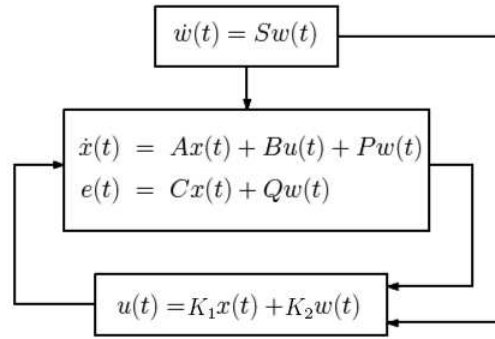 ẇ(t) = Sw(t)
ẋ(t) = Ax(t) + Bu(t) + Pw(t)
e(t) = Cx(t) + Qw(t)
u(t) = K₁x(t) + K₂w(t)